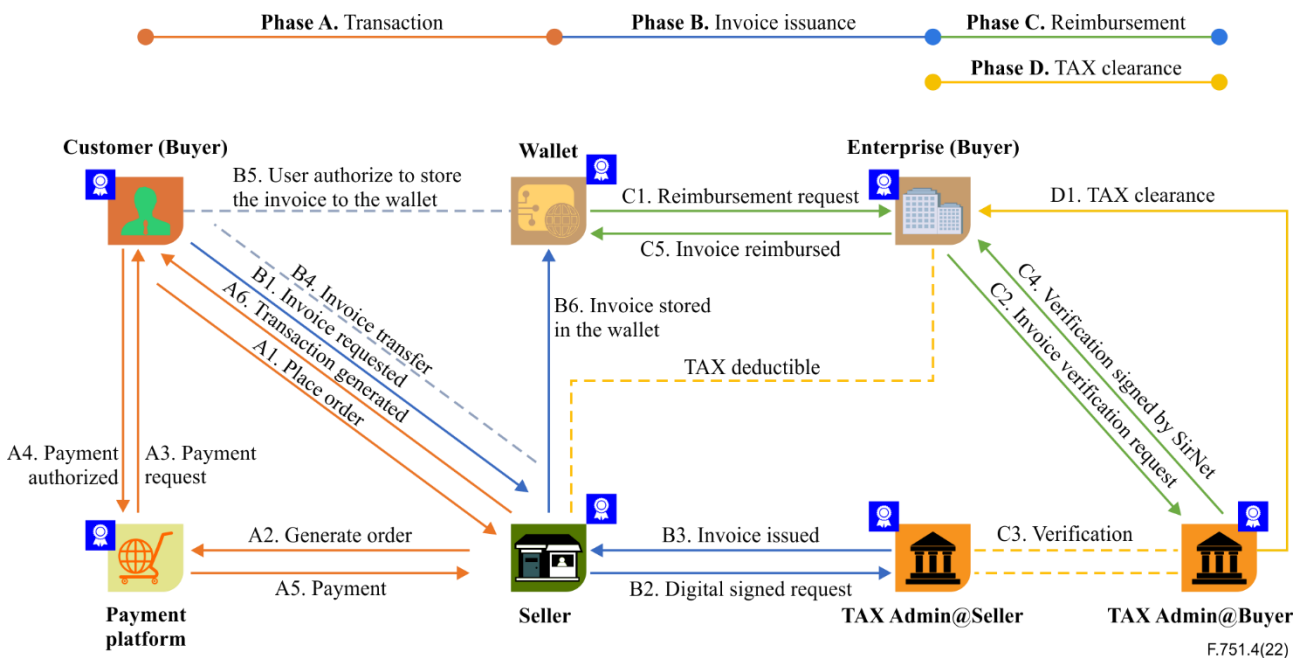 Phase A. Transaction
Phase B. Invoice issuance
Phase C. Reimbursement
Phase D. TAX clearance
Customer (Buyer)
Wallet
Enterprise (Buyer)
B5. User authorize to store
the invoice to the wallet
C1. Reimbursement request
D1. TAX clearance
C5. Invoice reimbursed
B4. Invoice transfer
B1. Invoice requested
A6. Transaction generated
A1. Place order
B6. Invoice stored
in the wallet
C4. Verification signed by SirNet
C2. Invoice verification request
TAX deductible
A4. Payment
authorized
A3. Payment
request
A2. Generate order
A5. Payment
B3. Invoice issued
B2. Digital signed request
C3. Verification
Payment
platform
Seller
TAX Admin@Seller
TAX Admin@Buyer
F.751.4(22)